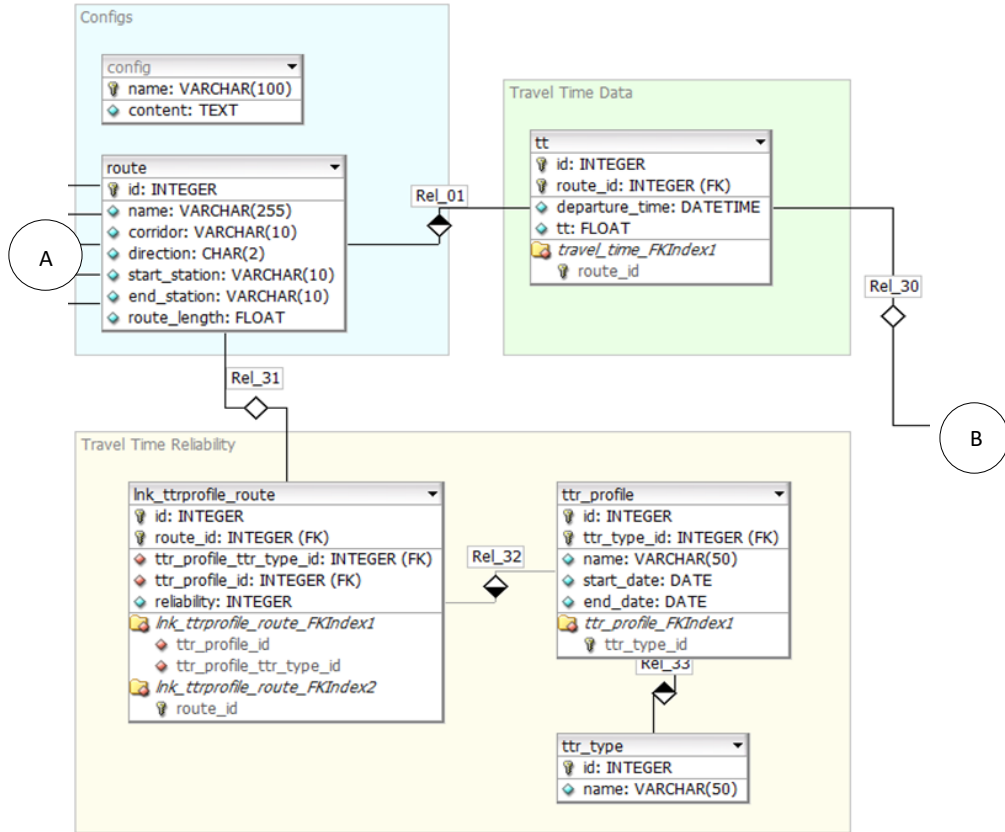 Configs
config
name: VARCHAR(100)
content: TEXT
route
id: INTEGER
name: VARCHAR(255)
corridor: VARCHAR(10)
direction: CHAR(2)
start_station: VARCHAR(10)
end_station: VARCHAR(10)
route_length: FLOAT
A
Rel_01
Travel Time Data
tt
id: INTEGER
route_id: INTEGER (FK)
departure_time: DATETIME
tt: FLOAT
travel_time_FKIndex1
route_id
Rel_30
B
Rel_31
Travel Time Reliability
lnk_ttrprofile_route
id: INTEGER
route_id: INTEGER (FK)
ttr_profile_ttr_type_id: INTEGER (FK)
ttr_profile_id: INTEGER (FK)
reliability: INTEGER
lnk_ttrprofile_route_FKIndex1
ttr_profile_id
ttr_profile_ttr_type_id
lnk_ttrprofile_route_FKIndex2
route_id
Rel_32
ttr_profile
id: INTEGER
ttr_type_id: INTEGER (FK)
name: VARCHAR(50)
start_date: DATE
end_date: DATE
ttr_profile_FKIndex1
ttr_type_id
Rel_33
ttr_type
id: INTEGER
name: VARCHAR(50)